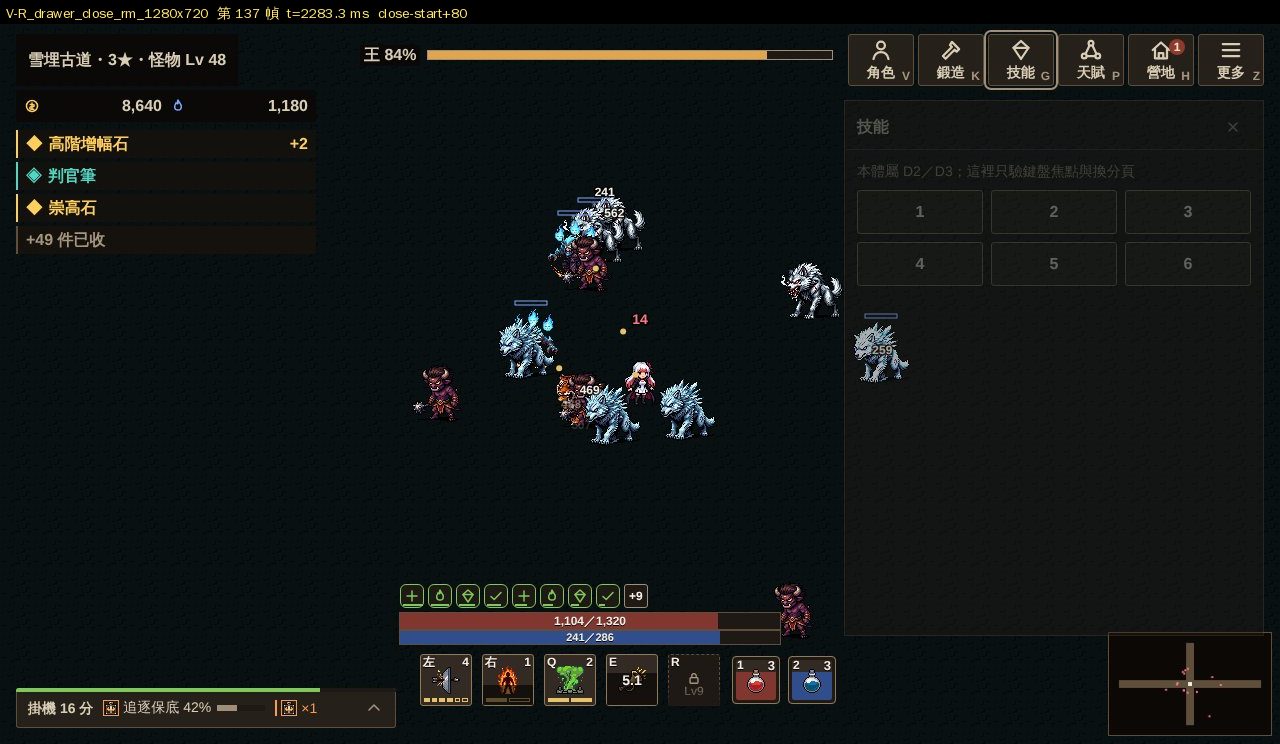 V-R_drawer_close_rm_1280x720 第 137 幀 t=2283.3 ms close-start+80
雪埋古道・3★・怪物 Lv 48
王 84%
角色 V
鍛造 K
技能 G
天賦 P
營地 H
1
更多 Z
8,640
1,180
高階增幅石 +2
判官筆
崇高石
+49 件已收
技能
本體屬 D2／D3；這裡只驗鍵盤焦點與換分頁
1
2
3
4
5
6
241
562
14
259
469
+9
1,104／1,320
241／286
左 4
右 1
Q 2
E
5.1
R
Lv9
1 3
2 3
掛機 16 分
追逐保底 42%
×1